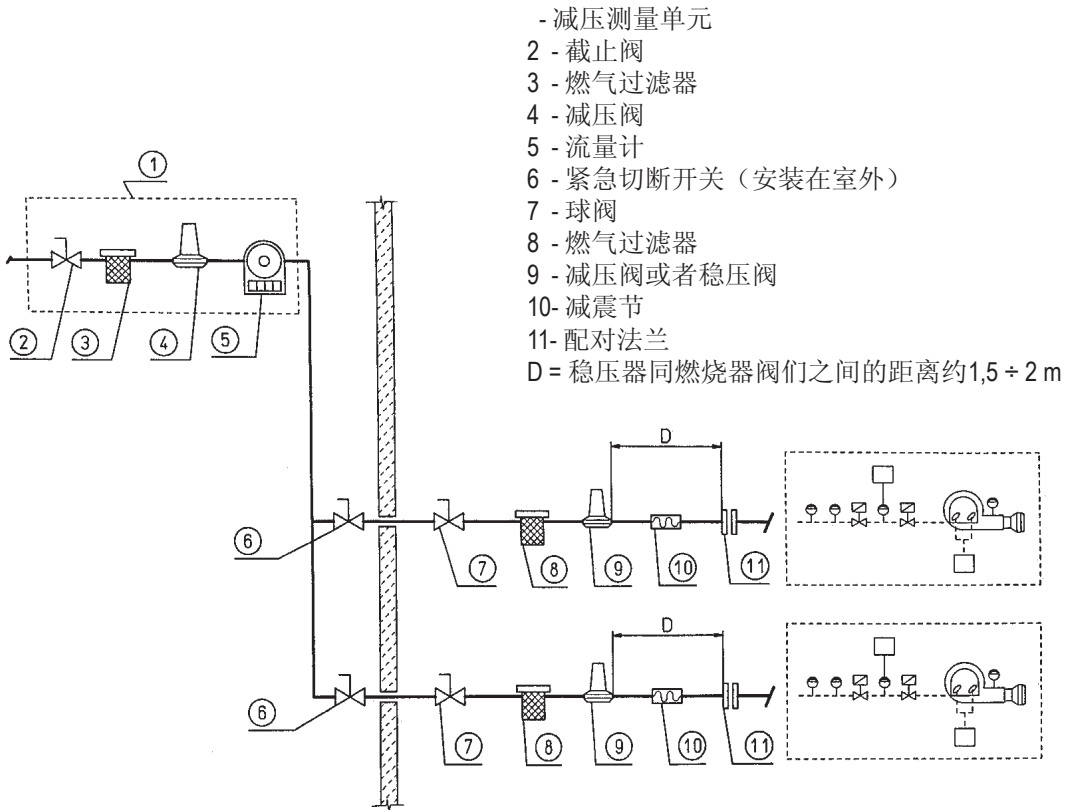 - 减压测量单元
2 - 截止阀
3 - 燃气过滤器
4 - 减压阀
5 - 流量计
6 - 紧急切断开关（安装在室外）
7 - 球阀
8 - 燃气过滤器
9 - 减压阀或者稳压阀
10- 减震节
11- 配对法兰
D = 稳压器同燃烧器阀们之间的距离约1,5 ÷ 2 m
1
2
3
4
5
D
6
7
8
9
10
11
D
6
7
8
9
10
11